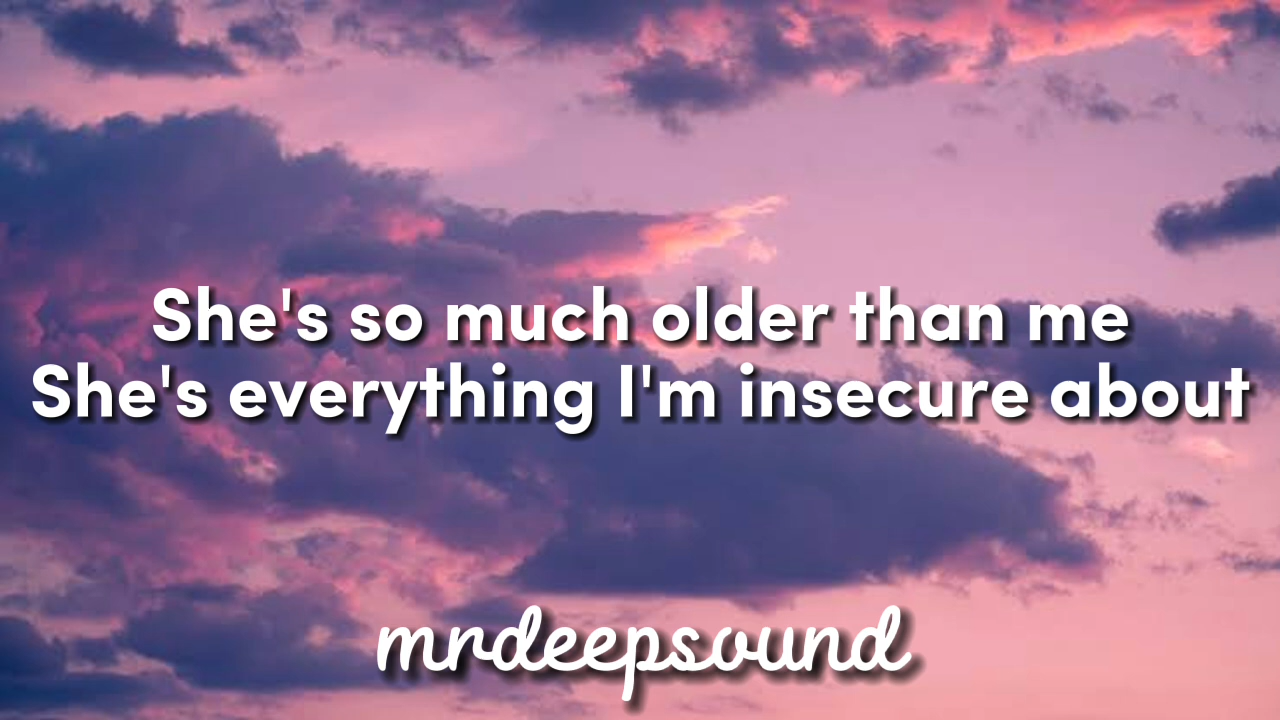 She's so much older than me
She's everything I'm insecure about
mrdeepsound